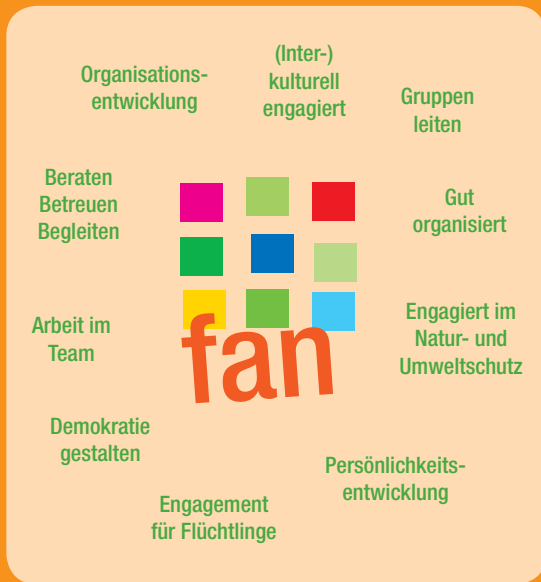 Organisations-
entwicklung
(Inter-)
kulturell
engagiert
Gruppen
leiten
Beraten
Betreuen
Begleiten
Gut
organisiert
Arbeit im
Team
fan
Engagiert im
Natur- und
Umweltschutz
Demokratie
gestalten
Persönlichkeits-
entwicklung
Engagement
für Flüchtlinge